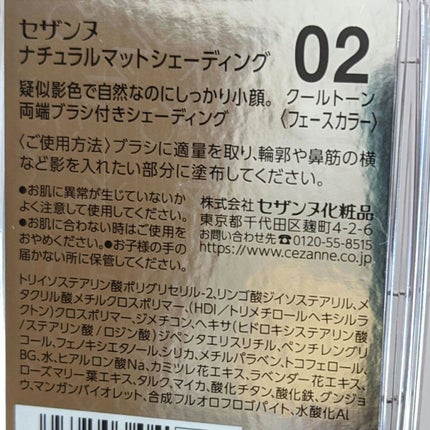 セザンヌ
ナチュラルマットシェーディング
02
疑似影色で自然なのにしっかり小顔。
両端ブラシ付きシェーディング
クールトーン
〈フェースカラー〉
〈ご使用方法〉ブラシに適量を取り、輪郭や鼻筋の横
など影を入れたい部分に塗布してください。
●お肌に異常が生じていないか
よく注意して使用してください。
●お肌に合わない時はご使用を
おやめください。●お子様の手の
届かない所に保管してください。
株式会社 セザンヌ化粧品
東京都千代田区麹町4-2-6
お問い合わせ先☎0120-55-8515
https://www.cezanne.co.jp
トリイソステアリン酸ポリグリセリル-2、リンゴ酸ジイソステアリル、メ
タクリル酸メチルクロスポリマー、(HDI/トリメチロールヘキシルラ
クトン)クロスポリマー、ジメチコン、ヘキサ(ヒドロキシステアリン酸
/ステアリン酸/ロジン酸)ジペンタエリスリチル、ペンチレングリ
コール、フェノキシエタノール、シリカ、メチルパラベン、トコフェロール、
BG、水、ヒアルロン酸Na、カミツレ花エキス、ラベンダー花エキス、
ローズマリー葉エキス、タルク、マイカ、酸化チタン、酸化鉄、グンジョ
ウ、マンガンバイオレット、合成フルオロフロゴパイト、水酸化Al